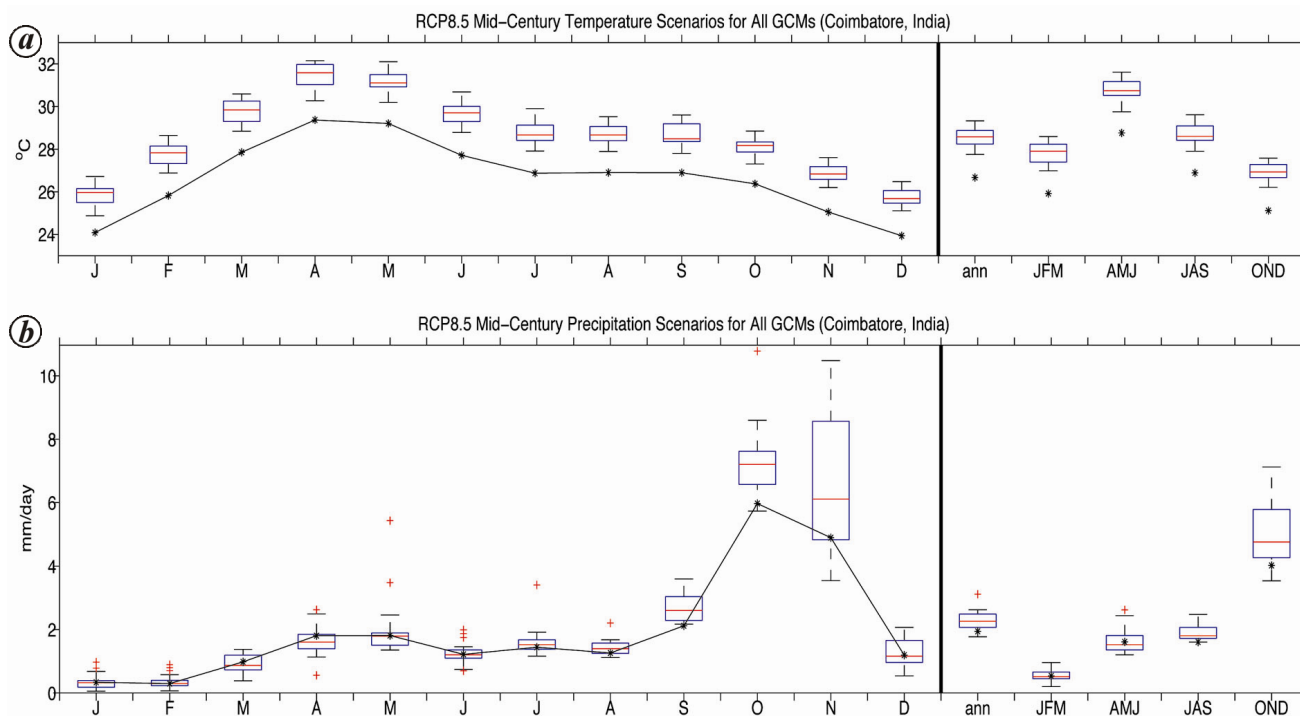 a
RCP8.5 Mid-Century Temperature Scenarios for All GCMs (Coimbatore, India)
32
30
28
26
24
°C
J F M A M J J A S O N D ann JFM AMJ JAS OND
b
RCP8.5 Mid-Century Precipitation Scenarios for All GCMs (Coimbatore, India)
10
8
6
4
2
0
mm/day
J F M A M J J A S O N D ann JFM AMJ JAS OND